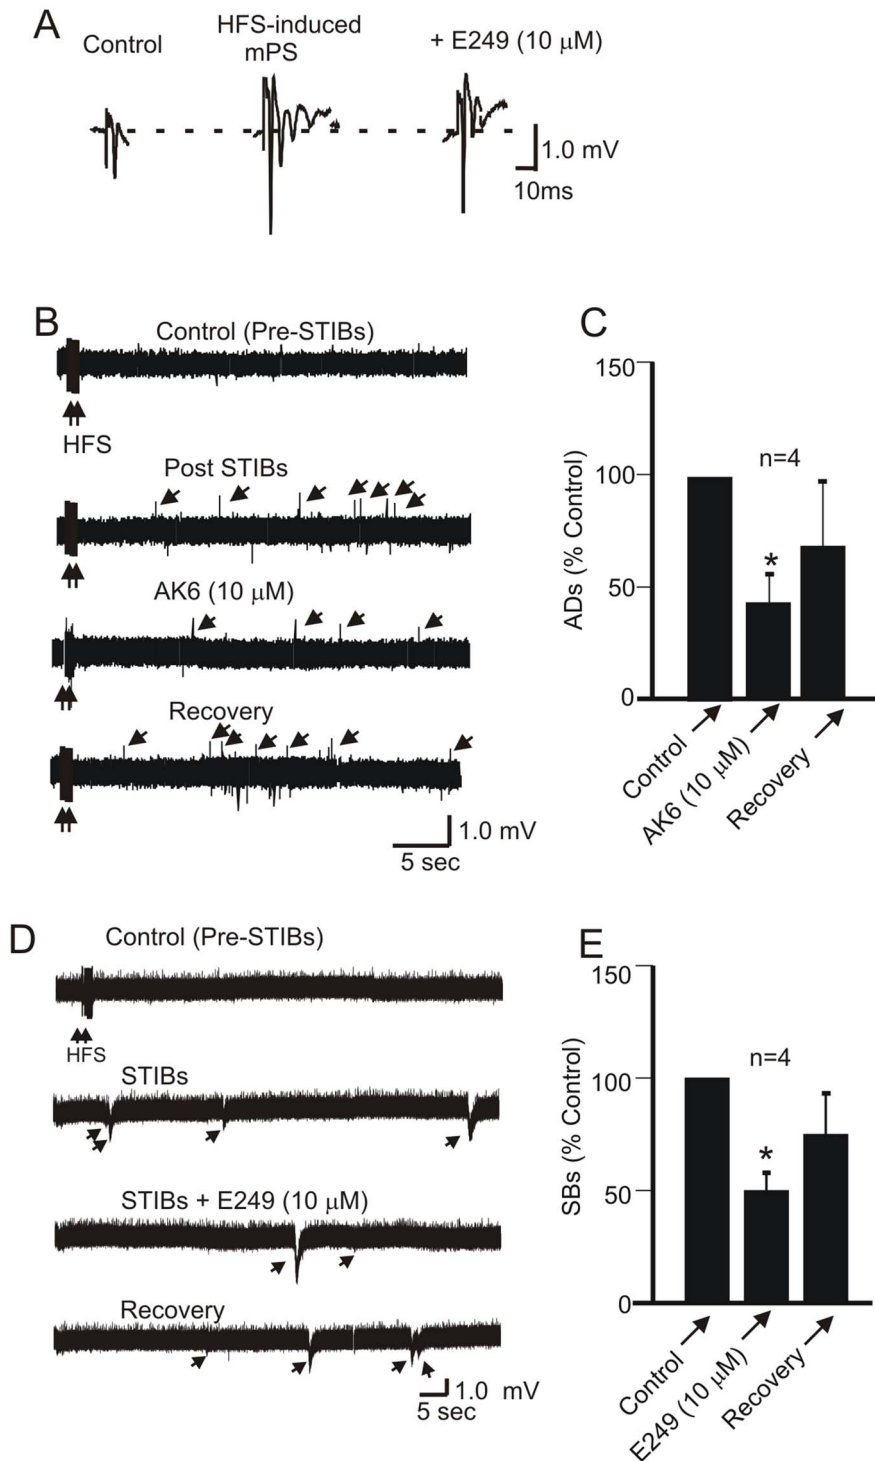 A
Control
HFS-induced
mPS
+ E249 (10 μM)
1.0 mV
10ms
B
Control (Pre-STIBs)
HFS
Post STIBs
AK6 (10 μM)
Recovery
1.0 mV
5 sec
C
150
100
50
0
ADs (% Control)
n=4
*
Control
AK6 (10 μM)
Recovery
D
Control (Pre-STIBs)
HFS
STIBs
STIBs + E249 (10 μM)
Recovery
1.0 mV
5 sec
E
150
100
50
0
SBs (% Control)
n=4
*
Control
E249 (10 μM)
Recovery